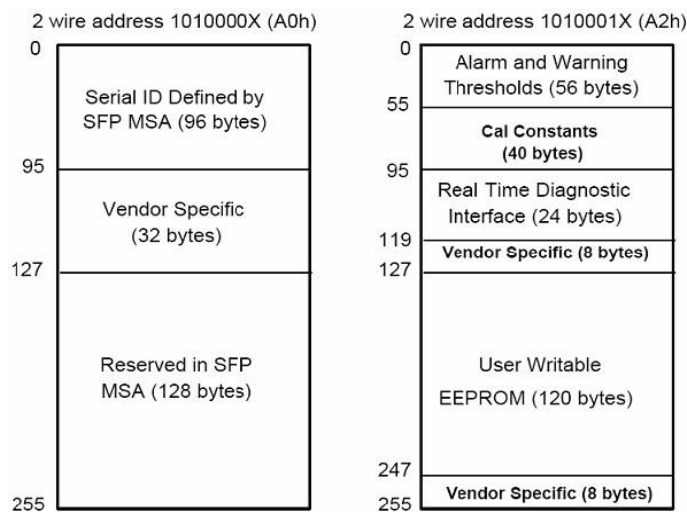 2 wire address 1010000X (A0h)
0
Serial ID Defined by
SFP MSA (96 bytes)
95
Vendor Specific
(32 bytes)
127
Reserved in SFP
MSA (128 bytes)
255
2 wire address 1010001X (A2h)
0
Alarm and Warning
Thresholds (56 bytes)
55
Cal Constants
(40 bytes)
95
Real Time Diagnostic
Interface (24 bytes)
119
Vendor Specific (8 bytes)
127
User Writable
EEPROM (120 bytes)
247
Vendor Specific (8 bytes)
255